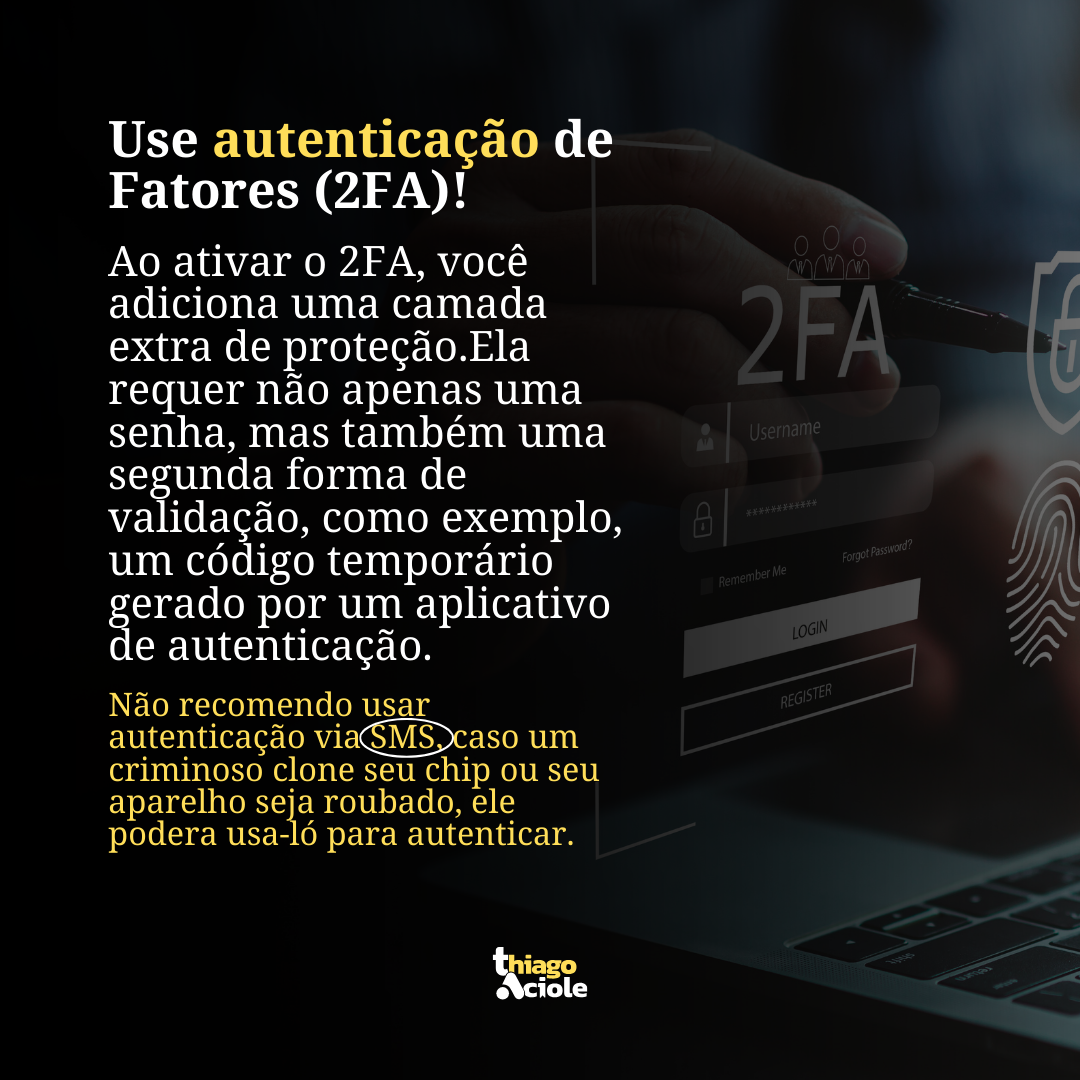 Use autenticação de
Fatores (2FA)!
Ao ativar o 2FA, você
adiciona uma camada
extra de proteção.Ela
requer não apenas uma
senha, mas também uma
segunda forma de
validação, como exemplo,
um código temporário
gerado por um aplicativo
de autenticação.
Não recomendo usar
autenticação via SMS, caso um
criminoso clone seu chip ou seu
aparelho seja roubado, ele
podera usa-ló para autenticar.
2FA
Username
************
Remember Me
Forgot Password?
LOGIN
REGISTER
shift
return
thiago
Aciole